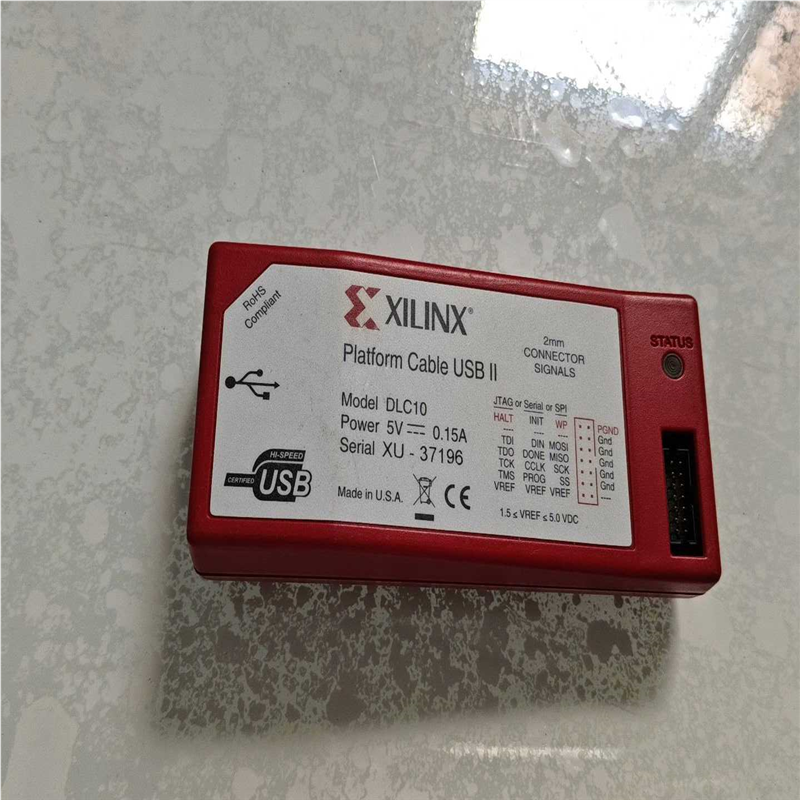 RoHS
Compliant
XILINX®
Platform Cable USB II
Model DLC10
Power 5V ⎓ 0.15A
Serial XU - 37196
HI-SPEED
CERTIFIED
USB
Made in U.S.A.
CE
2mm
CONNECTOR
SIGNALS
STATUS
JTAG or Serial or SPI
HALT INIT WP PGND
---- ---- ---- Gnd
TDI DIN MOSI Gnd
TDO DONE MISO Gnd
TCK CCLK SCK Gnd
TMS PROG SS Gnd
VREF VREF VREF ----
1.5 ≤ VREF ≤ 5.0 VDC